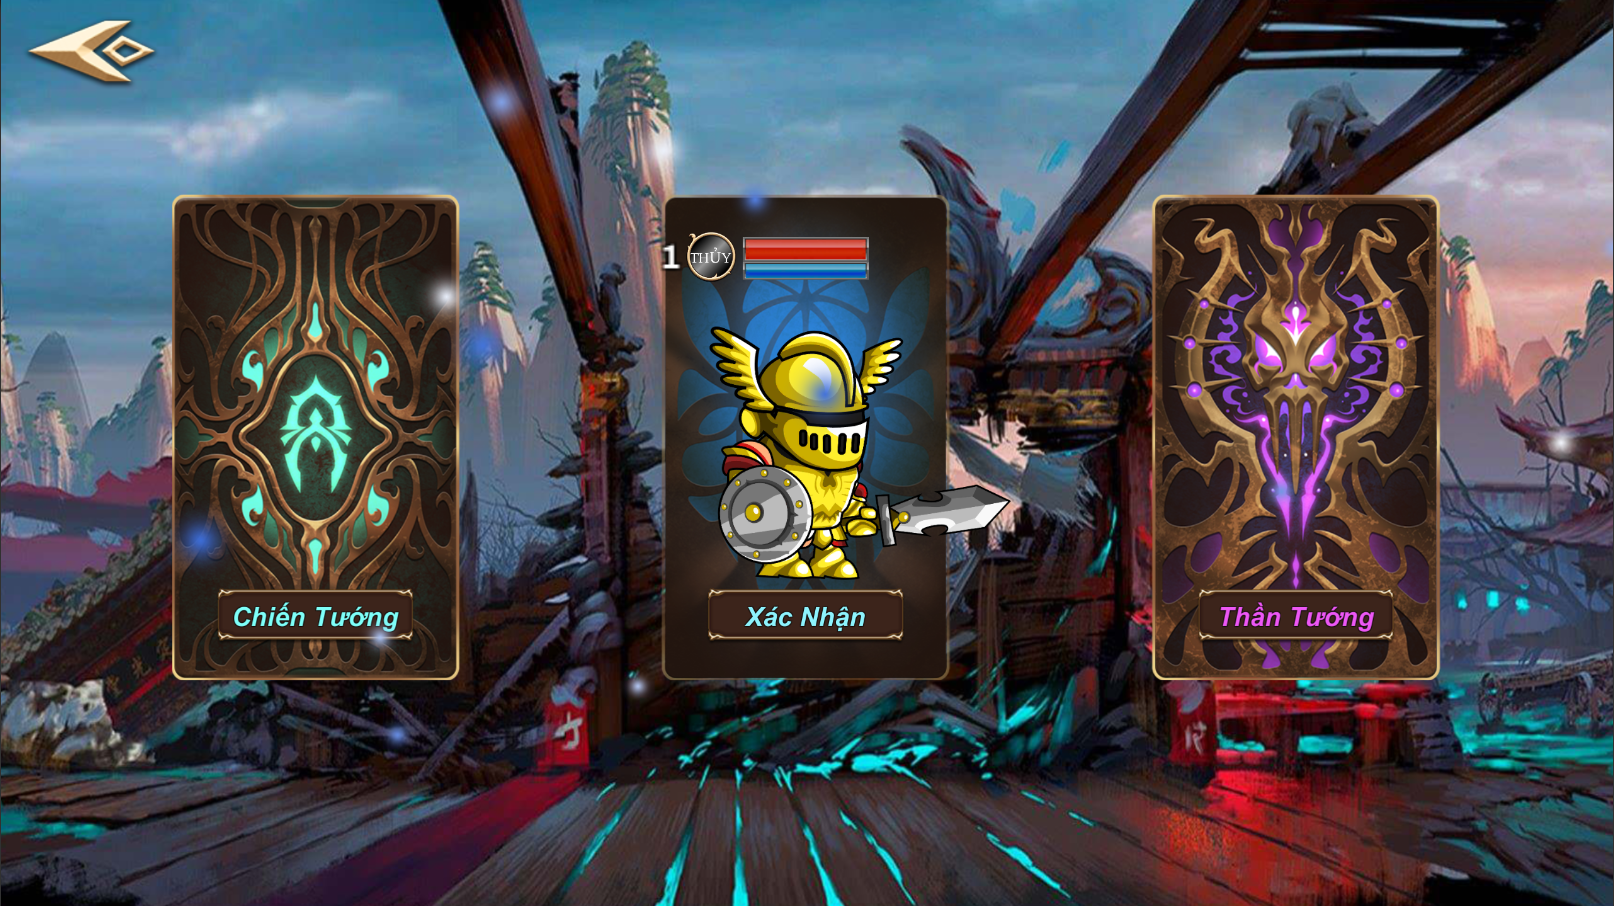 1 THỦY
Chiến Tướng
Xác Nhận
Thần Tướng